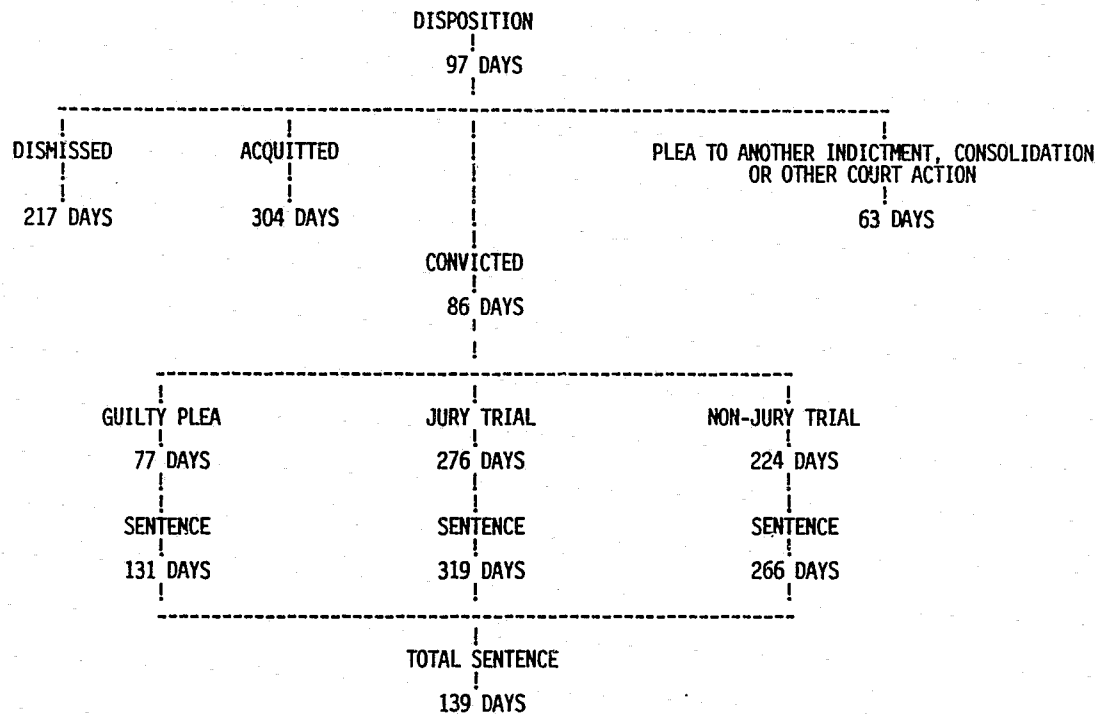 DISPOSITION
97 DAYS
DISMISSED ACQUITTED PLEA TO ANOTHER INDICTMENT, CONSOLIDATION
OR OTHER COURT ACTION
217 DAYS 304 DAYS 63 DAYS
CONVICTED
86 DAYS
GUILTY PLEA JURY TRIAL NON-JURY TRIAL
77 DAYS 276 DAYS 224 DAYS
SENTENCE SENTENCE SENTENCE
131 DAYS 319 DAYS 266 DAYS
TOTAL SENTENCE
139 DAYS